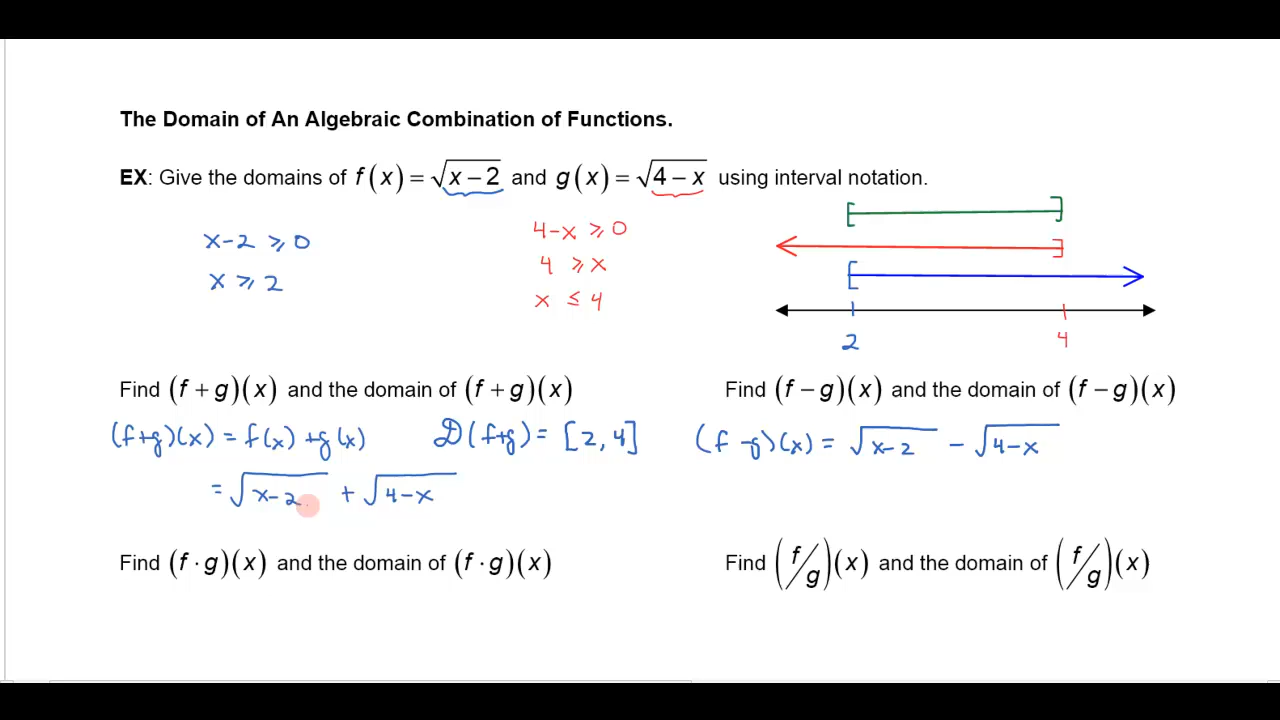 The Domain of An Algebraic Combination of Functions.
EX: Give the domains of f(x) = √(x − 2) and g(x) = √(4 − x) using interval notation.
x-2 ⩾ 0
x ⩾ 2
4-x ⩾ 0
4 ⩾ x
x ≤ 4
2 4
Find (f + g)(x) and the domain of (f + g)(x)
(f+g)(x) = f(x) + g(x) D(f+g) = [2, 4]
= √(x-2) + √(4-x)
Find (f − g)(x) and the domain of (f − g)(x)
(f -g)(x) = √(x-2) - √(4-x)
Find (f · g)(x) and the domain of (f · g)(x)
Find (f/g)(x) and the domain of (f/g)(x)